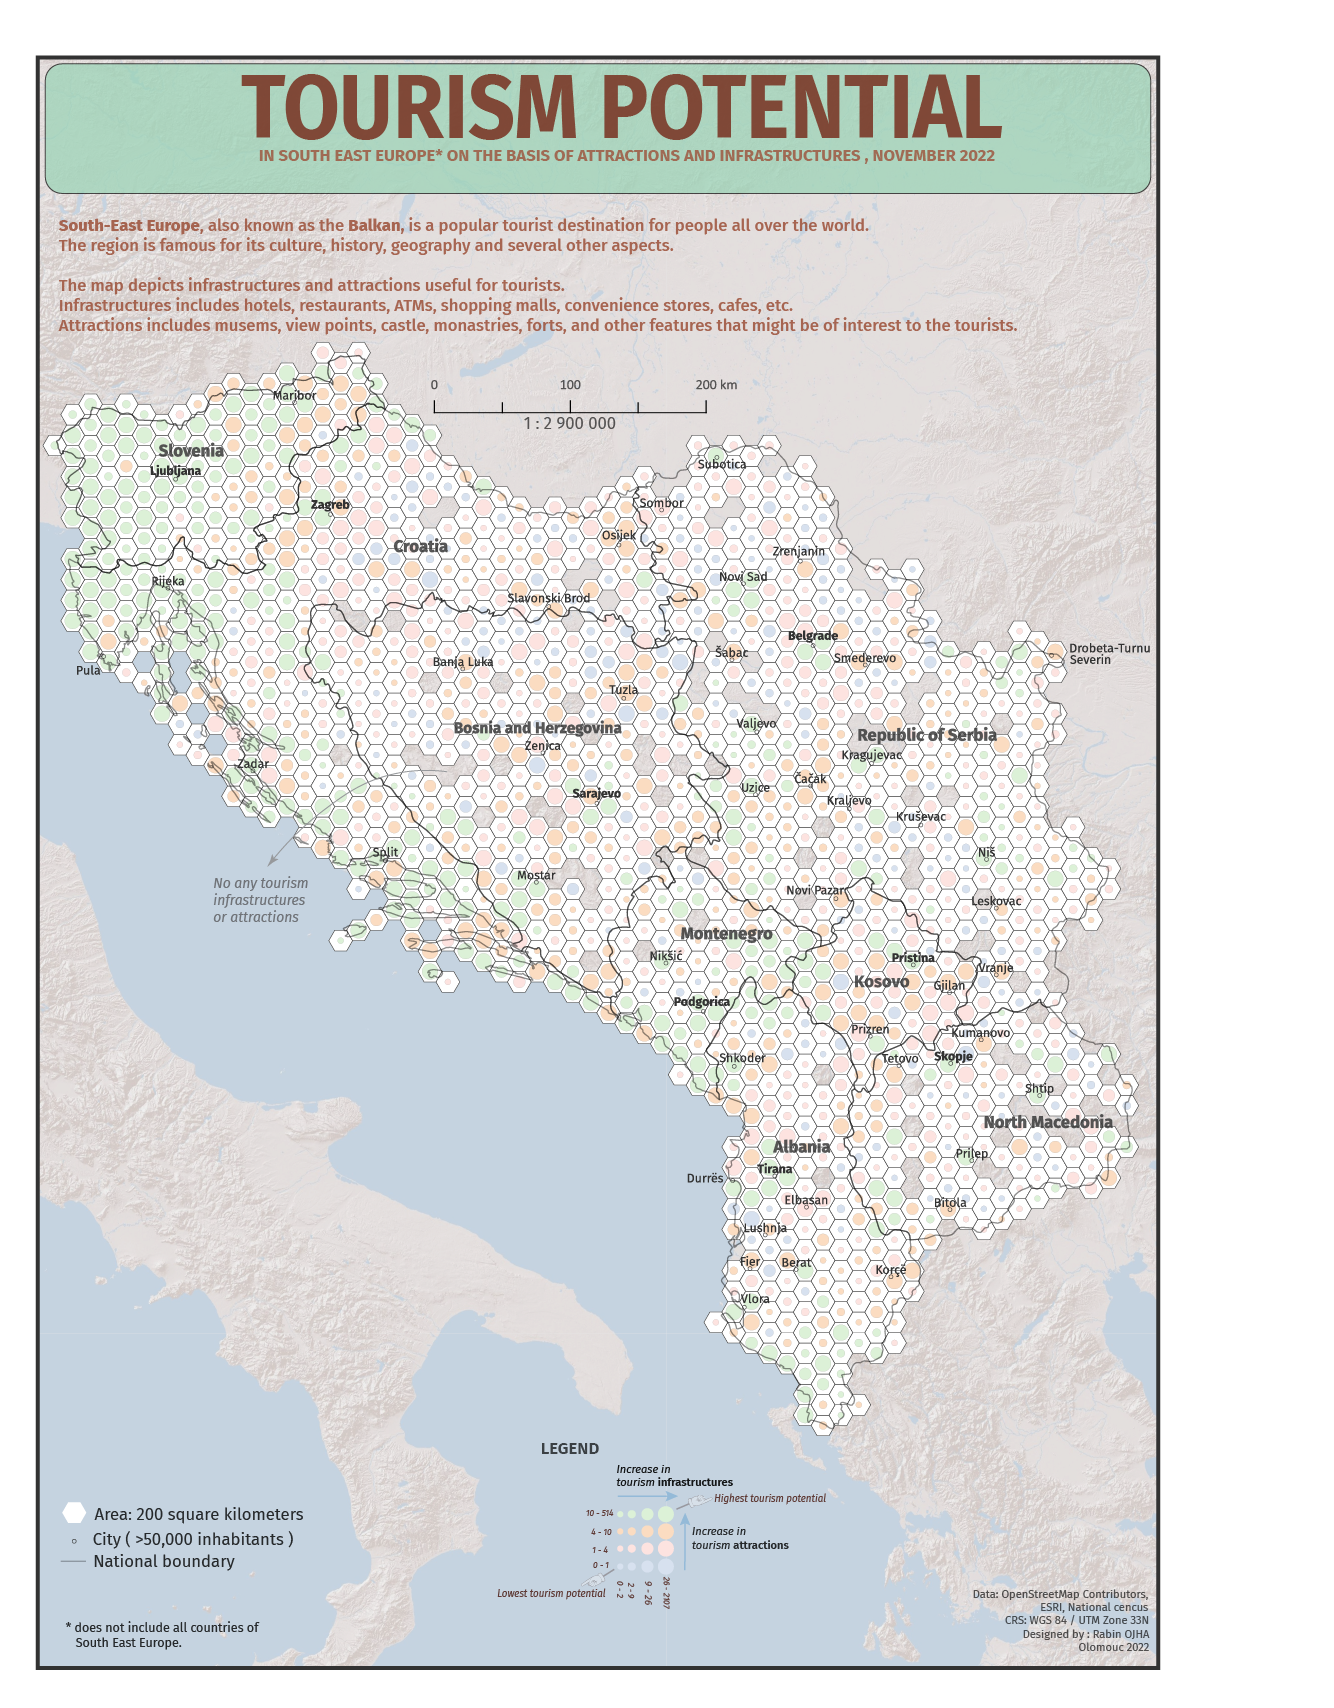 TOURISM POTENTIAL
IN SOUTH EAST EUROPE* ON THE BASIS OF ATTRACTIONS AND INFRASTRUCTURES , NOVEMBER 2022
South-East Europe, also known as the Balkan, is a popular tourist destination for people all over the world.
The region is famous for its culture, history, geography and several other aspects.
The map depicts infrastructures and attractions useful for tourists.
Infrastructures includes hotels, restaurants, ATMs, shopping malls, convenience stores, cafes, etc.
Attractions includes musems, view points, castle, monastries, forts, and other features that might be of interest to the tourists.
0 100 200 km
1 : 2 900 000
Maribor
Slovenia
Ljubljana
Subotica
Zagreb
Sombor
Osijek
Croatia
Zrenjanin
Rijeka
Novi Sad
Slavonski Brod
Belgrade
Drobeta-Turnu
Severin
Šabac
Smederevo
Banja Luka
Pula
Tuzla
Valjevo
Bosnia and Herzegovina
Republic of Serbia
Zenica
Kragujevac
Zadar
Čačak
Uzice
Sarajevo
Kraljevo
Kruševac
Split
Niš
Mostar
No any tourism
infrastructures
or attractions
Novi Pazar
Leskovac
Montenegro
Nikšić
Pristina
Vranje
Kosovo
Gjilan
Podgorica
Prizren
Kumanovo
Shkoder
Tetovo
Skopje
Shtip
North Macedonia
Albania
Prilep
Tirana
Durrës
Elbasan
Bitola
Lushnja
Fier
Berat
Korçë
Vlora
LEGEND
Increase in
tourism infrastructures
Highest tourism potential
10 - 514
4 - 10
1 - 4
0 - 1
Increase in
tourism attractions
Lowest tourism potential
0 - 2
2 - 9
9 - 26
26 - 2107
Area: 200 square kilometers
City ( >50,000 inhabitants )
National boundary
* does not include all countries of
South East Europe.
Data: OpenStreetMap Contributors,
ESRI, National cencus
CRS: WGS 84 / UTM Zone 33N
Designed by : Rabin OJHA
Olomouc 2022